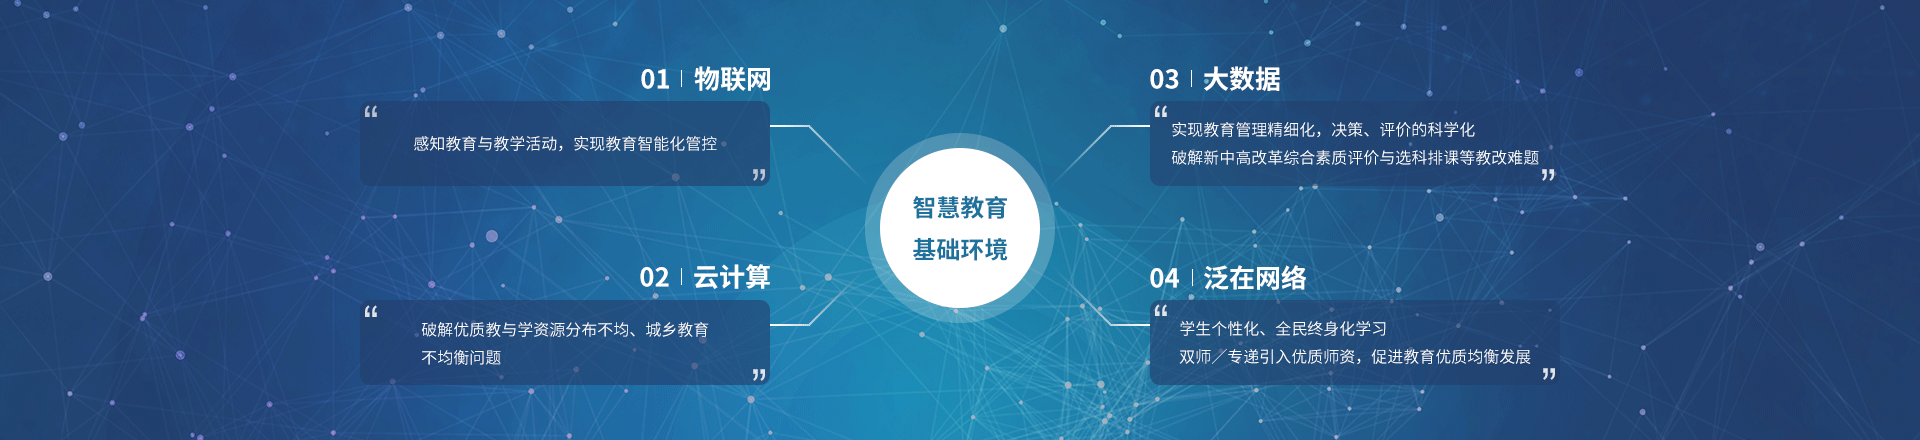 01 | 物联网
“
感知教育与教学活动，实现教育智能化管控
”
02 | 云计算
“
破解优质教与学资源分布不均、城乡教育
不均衡问题
”
智慧教育
基础环境
03 | 大数据
“
实现教育管理精细化，决策、评价的科学化
破解新中高改革综合素质评价与选科排课等教改难题
”
04 | 泛在网络
“
学生个性化、全民终身化学习
双师／专递引入优质师资，促进教育优质均衡发展
”